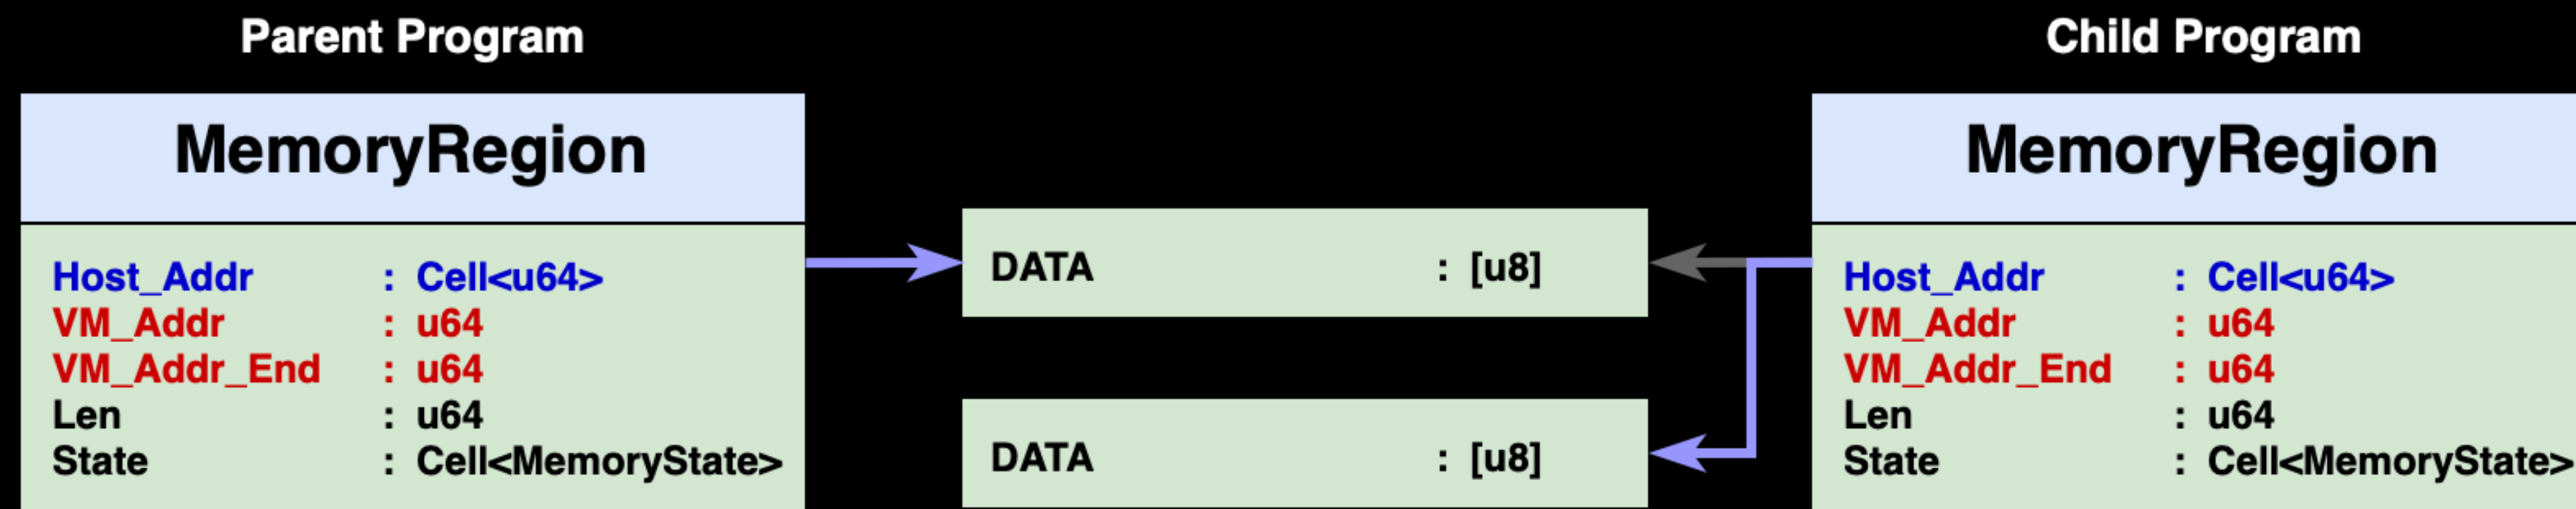 Parent Program
MemoryRegion
Host_Addr : Cell<u64>
VM_Addr : u64
VM_Addr_End : u64
Len : u64
State : Cell<MemoryState>
DATA : [u8]
DATA : [u8]
Child Program
MemoryRegion
Host_Addr : Cell<u64>
VM_Addr : u64
VM_Addr_End : u64
Len : u64
State : Cell<MemoryState>